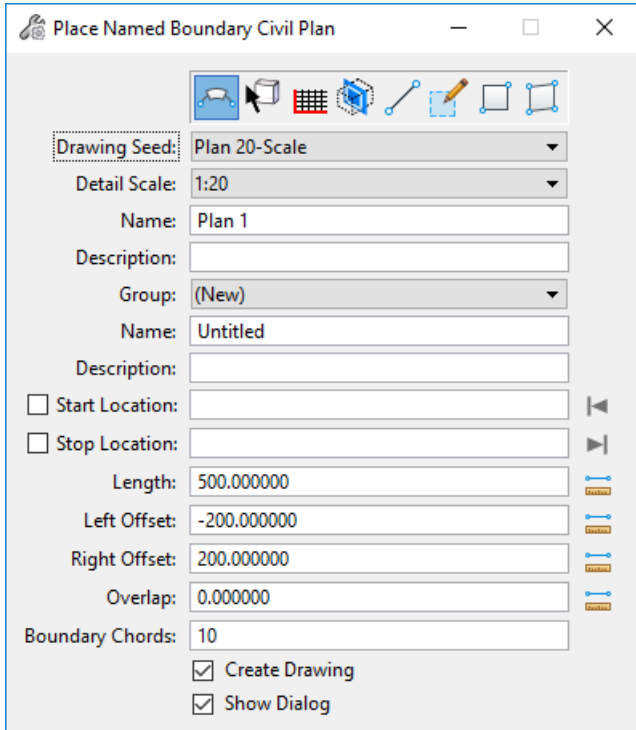 Place Named Boundary Civil Plan
Drawing Seed: Plan 20-Scale
Detail Scale: 1:20
Name: Plan 1
Description:
Group: (New)
Name: Untitled
Description:
Start Location:
Stop Location:
Length: 500.000000
Left Offset: -200.000000
Right Offset: 200.000000
Overlap: 0.000000
Boundary Chords: 10
Create Drawing
Show Dialog